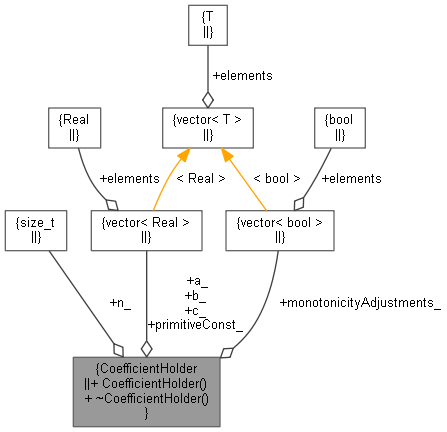 {T
||}
+elements
{Real
||}
{vector< T >
||}
{bool
||}
+elements
< Real >
< bool >
+elements
{size_t
||}
{vector< Real >
||}
{vector< bool >
||}
+n_
+a_
+b_
+c_
+primitiveConst_
+monotonicityAdjustments_
{CoefficientHolder
||+ CoefficientHolder()
+ ~CoefficientHolder()
}